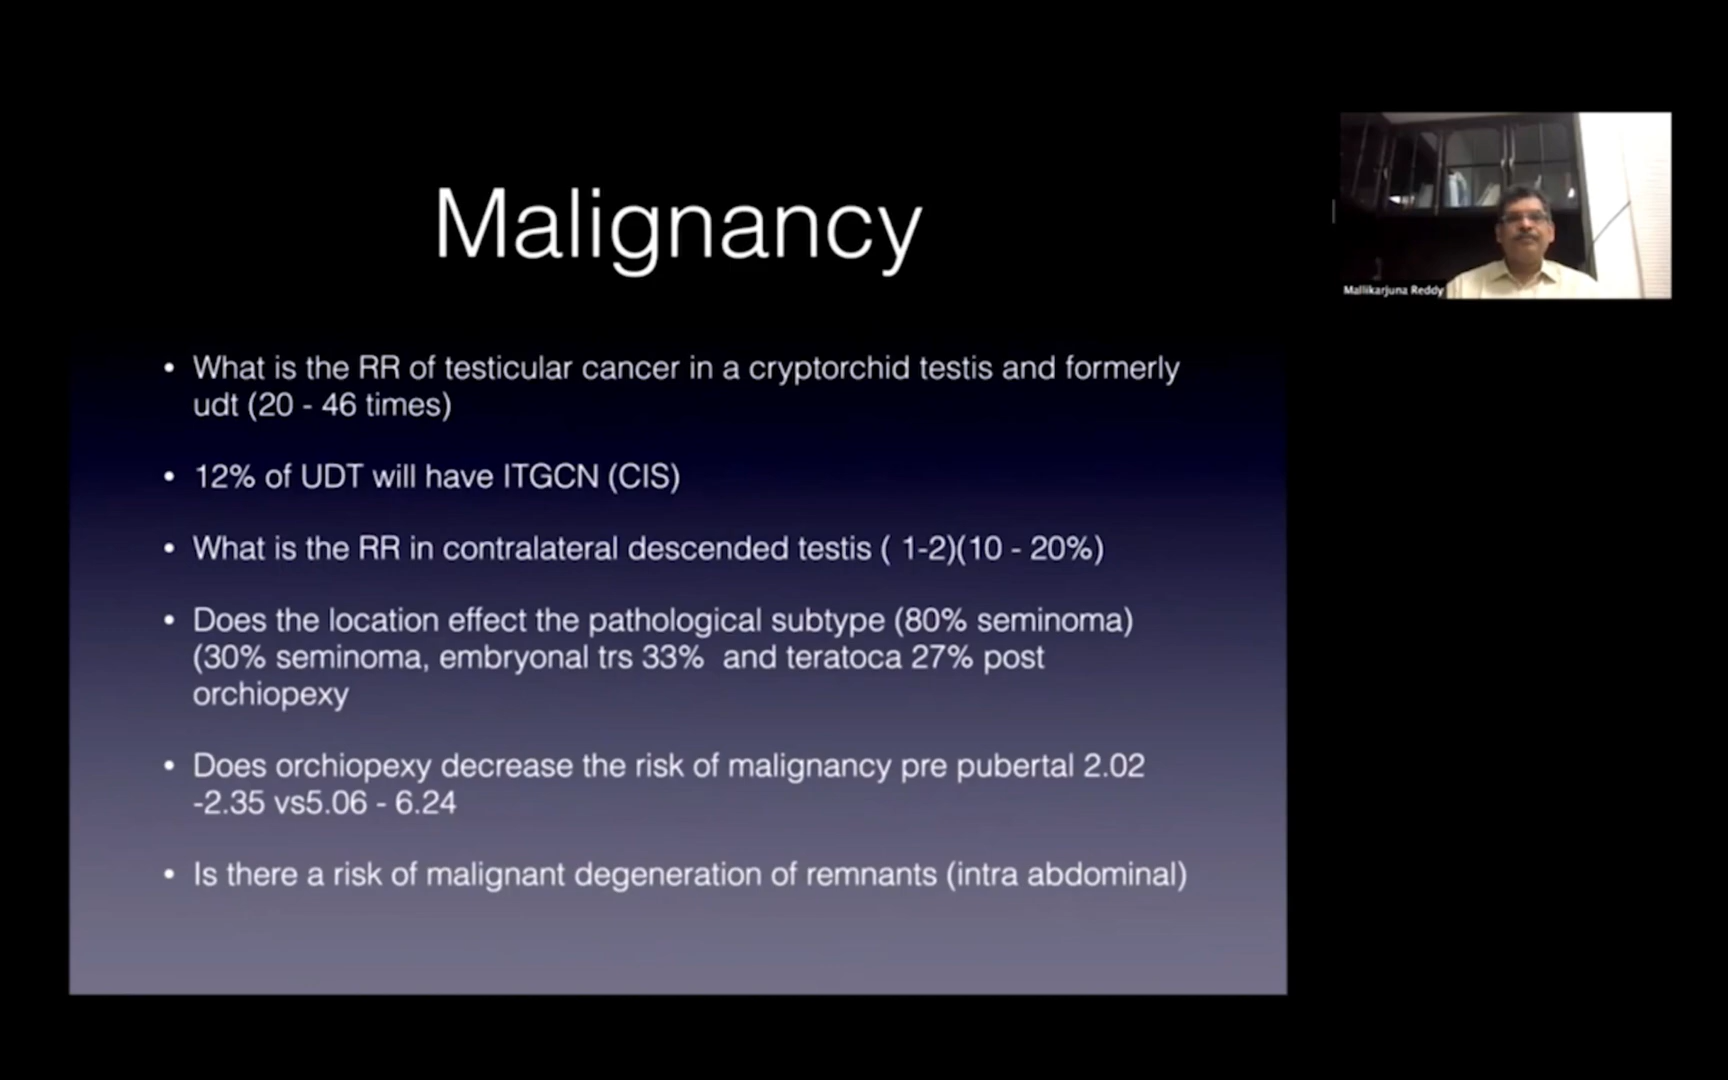 Malignancy
Mallikarjuna Reddy
• What is the RR of testicular cancer in a cryptorchid testis and formerly
udt (20 - 46 times)
• 12% of UDT will have ITGCN (CIS)
• What is the RR in contralateral descended testis ( 1-2)(10 - 20%)
• Does the location effect the pathological subtype (80% seminoma)
(30% seminoma, embryonal trs 33%  and teratoca 27% post
orchiopexy
• Does orchiopexy decrease the risk of malignancy pre pubertal 2.02
-2.35 vs5.06 - 6.24
• Is there a risk of malignant degeneration of remnants (intra abdominal)